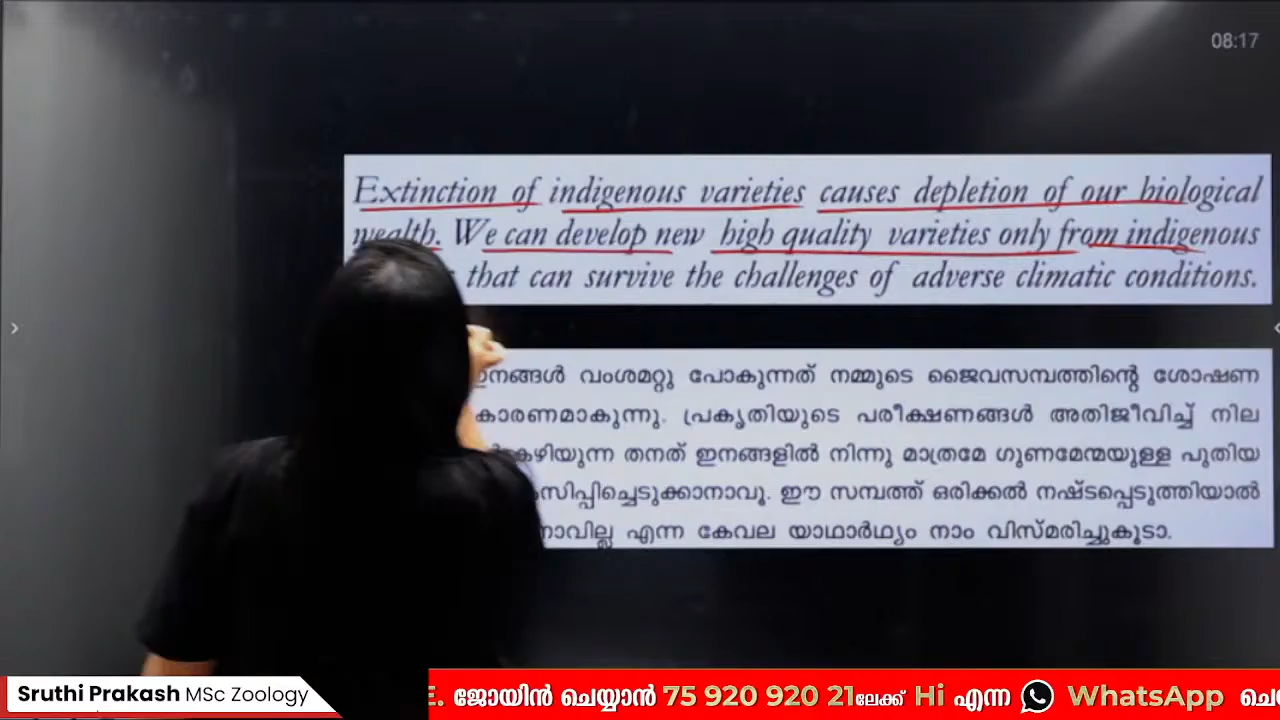 08:17
Extinction of indigenous varieties causes depletion of our biological
wealth. We can develop new high quality varieties only from indigenous
that can survive the challenges of adverse climatic conditions.
ഇനങ്ങൾ വംശമറ്റു പോകുന്നത് നമ്മുടെ ജൈവസമ്പത്തിന്റെ ശോഷണ
കാരണമാകുന്നു. പ്രകൃതിയുടെ പരീക്ഷണങ്ങൾ അതിജീവിച്ച് നില
കഴിയുന്ന തനത് ഇനങ്ങളിൽ നിന്നു മാത്രമേ ഗുണമേന്മയുള്ള പുതിയ
സിപ്പിച്ചെടുക്കാനാവൂ. ഈ സമ്പത്ത് ഒരിക്കൽ നഷ്ടപ്പെടുത്തിയാൽ
നാവില്ല എന്ന കേവല യാഥാർഥ്യം നാം വിസ്മരിച്ചുകൂടാ.
Sruthi Prakash MSc Zoology
E. ജോയിൻ ചെയ്യാൻ 75 920 920 21ലേക്ക് Hi എന്ന WhatsApp ചെ